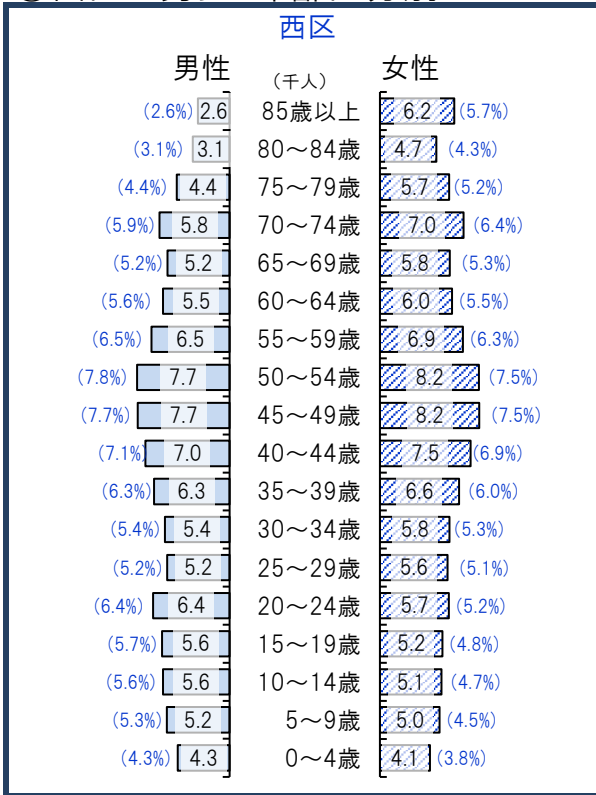 西区
男性 (千人) 女性
(2.6%) 2.6 85歳以上 6.2 (5.7%)
(3.1%) 3.1 80～84歳 4.7 (4.3%)
(4.4%) 4.4 75～79歳 5.7 (5.2%)
(5.9%) 5.8 70～74歳 7.0 (6.4%)
(5.2%) 5.2 65～69歳 5.8 (5.3%)
(5.6%) 5.5 60～64歳 6.0 (5.5%)
(6.5%) 6.5 55～59歳 6.9 (6.3%)
(7.8%) 7.7 50～54歳 8.2 (7.5%)
(7.7%) 7.7 45～49歳 8.2 (7.5%)
(7.1%) 7.0 40～44歳 7.5 (6.9%)
(6.3%) 6.3 35～39歳 6.6 (6.0%)
(5.4%) 5.4 30～34歳 5.8 (5.3%)
(5.2%) 5.2 25～29歳 5.6 (5.1%)
(6.4%) 6.4 20～24歳 5.7 (5.2%)
(5.7%) 5.6 15～19歳 5.2 (4.8%)
(5.6%) 5.6 10～14歳 5.1 (4.7%)
(5.3%) 5.2 5～9歳 5.0 (4.5%)
(4.3%) 4.3 0～4歳 4.1 (3.8%)